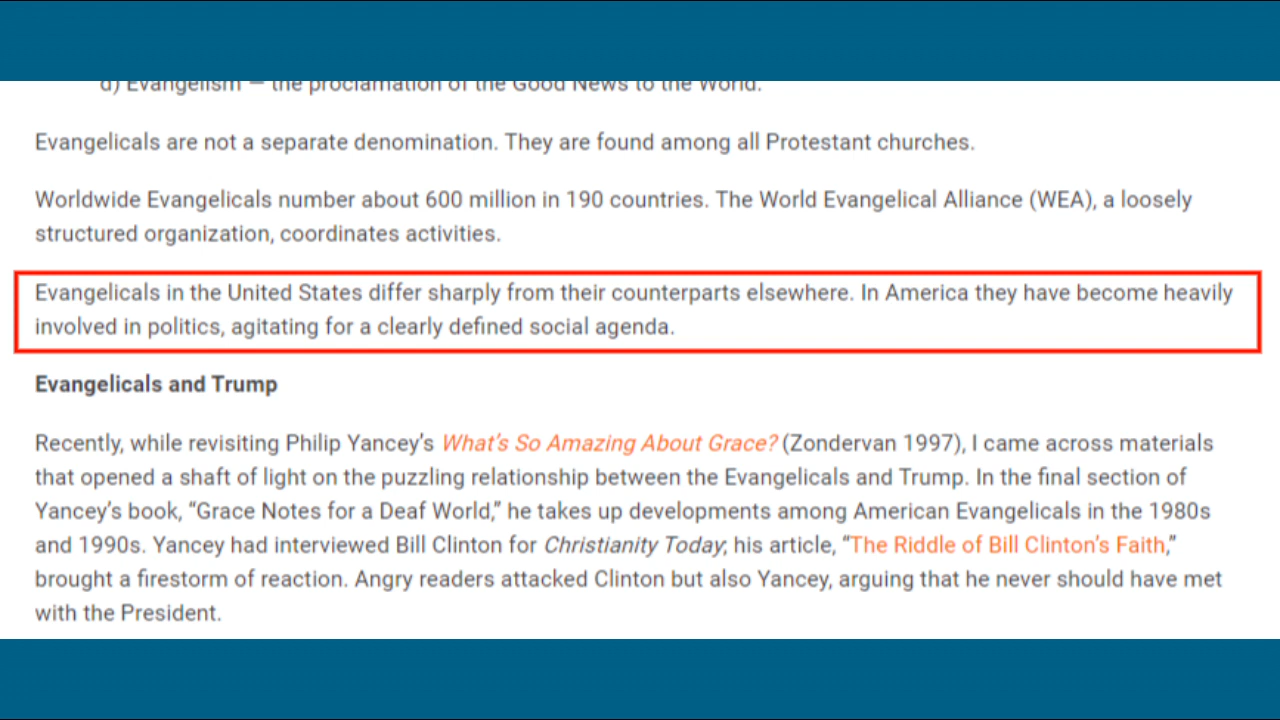 d) Evangelism — the proclamation of the Good News to the World.
Evangelicals are not a separate denomination. They are found among all Protestant churches.
Worldwide Evangelicals number about 600 million in 190 countries. The World Evangelical Alliance (WEA), a loosely
structured organization, coordinates activities.
Evangelicals in the United States differ sharply from their counterparts elsewhere. In America they have become heavily
involved in politics, agitating for a clearly defined social agenda.
Evangelicals and Trump
Recently, while revisiting Philip Yancey’s What’s So Amazing About Grace? (Zondervan 1997), I came across materials
that opened a shaft of light on the puzzling relationship between the Evangelicals and Trump. In the final section of
Yancey’s book, “Grace Notes for a Deaf World,” he takes up developments among American Evangelicals in the 1980s
and 1990s. Yancey had interviewed Bill Clinton for Christianity Today; his article, “The Riddle of Bill Clinton’s Faith,”
brought a firestorm of reaction. Angry readers attacked Clinton but also Yancey, arguing that he never should have met
with the President.